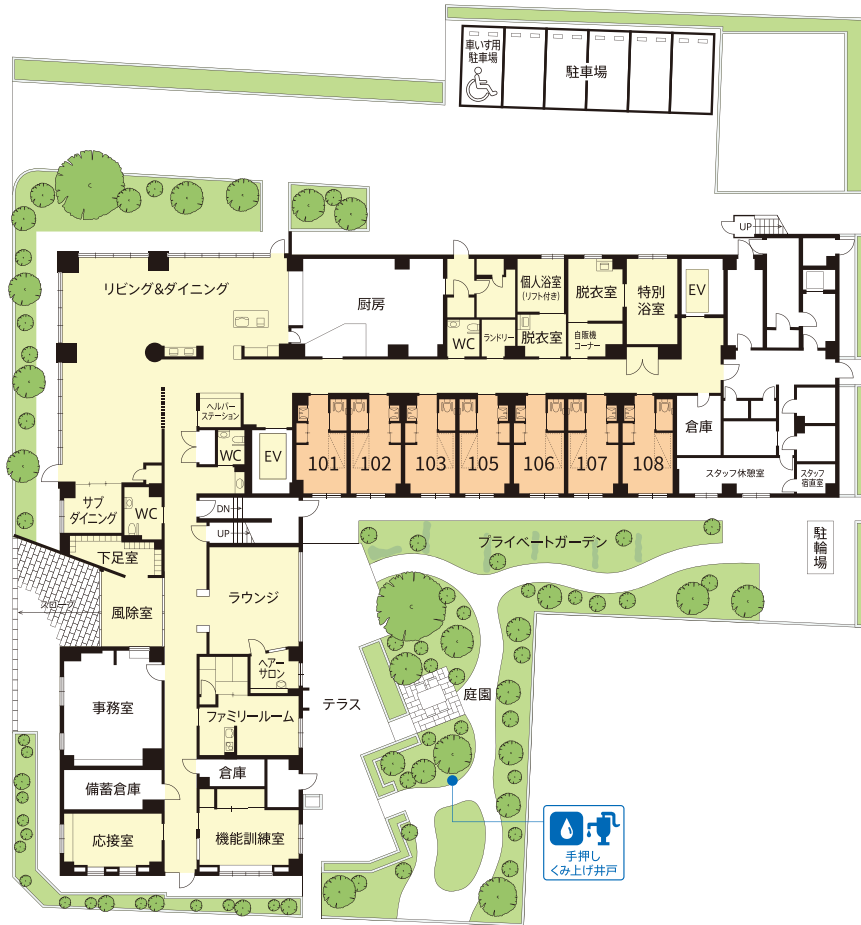 車いす用
駐車場
駐車場
UP
リビング&ダイニング
厨房
個人浴室
(リフト付き)
脱衣室
特別
浴室
EV
WC
ランドリー
脱衣室
自販機
コーナー
ヘルパー
ステーション
WC
EV
101
102
103
105
106
107
108
倉庫
スタッフ休憩室
スタッフ
宿直室
サブ
ダイニング
WC
DN
UP
プライベートガーデン
駐輪場
下足室
スロープ
風除室
ラウンジ
ヘアー
サロン
事務室
ファミリールーム
テラス
庭園
倉庫
備蓄倉庫
応接室
機能訓練室
手押し
くみ上げ井戸